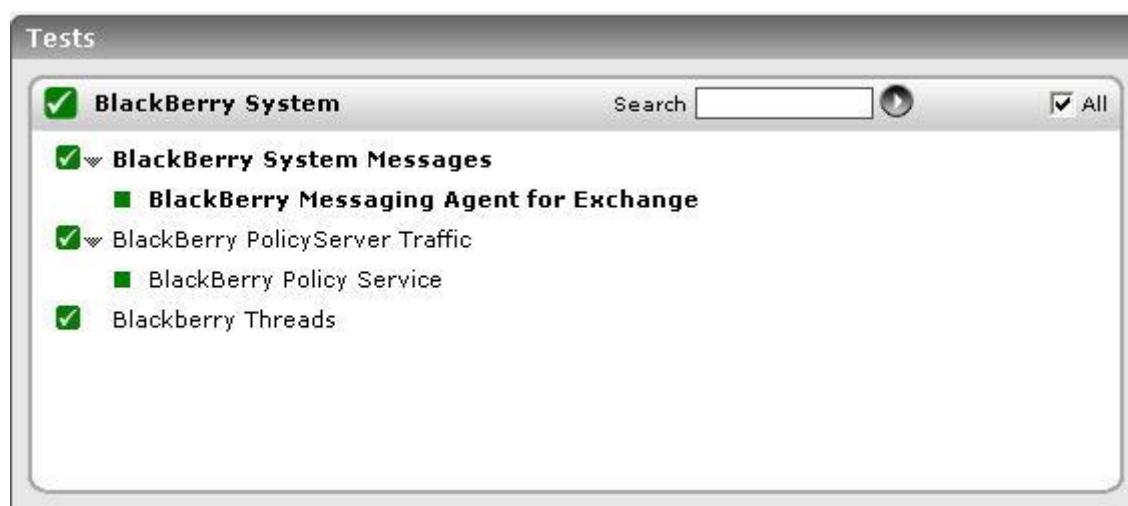 Tests
BlackBerry System Search All
BlackBerry System Messages
BlackBerry Messaging Agent for Exchange
BlackBerry PolicyServer Traffic
BlackBerry Policy Service
Blackberry Threads